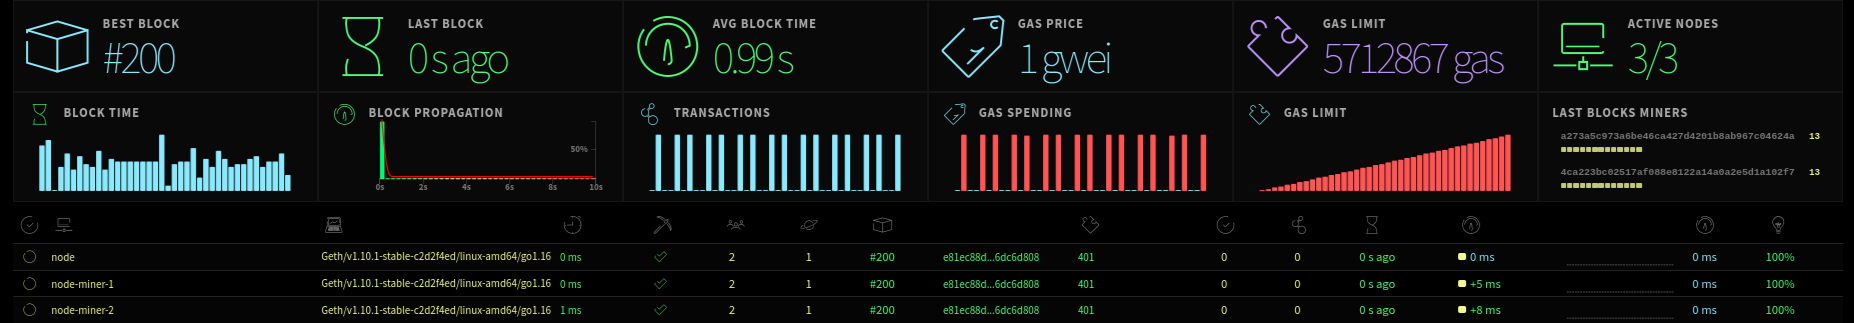 BEST BLOCK
#200
LAST BLOCK
0 s ago
AVG BLOCK TIME
0.99 s
GAS PRICE
1 gwei
GAS LIMIT
5712867 gas
ACTIVE NODES
3/3
BLOCK TIME
BLOCK PROPAGATION
50%
0s 2s 4s 6s 8s 10s
TRANSACTIONS
GAS SPENDING
GAS LIMIT
LAST BLOCKS MINERS
a273a5c973a6be46ca427d4201b8ab967c04624a 13
4ca223bc02517af088e8122a14a0a2e5d1a102f7 13
node Geth/v1.10.1-stable-c2d2f4ed/linux-amd64/go1.16 0 ms 2 1 #200 e81ec88d...6dc6d808 401 0 0 0 s ago 0 ms 0 ms 100%
node-miner-1 Geth/v1.10.1-stable-c2d2f4ed/linux-amd64/go1.16 0 ms 2 1 #200 e81ec88d...6dc6d808 401 0 0 0 s ago +5 ms 0 ms 100%
node-miner-2 Geth/v1.10.1-stable-c2d2f4ed/linux-amd64/go1.16 1 ms 2 1 #200 e81ec88d...6dc6d808 401 0 0 0 s ago +8 ms 0 ms 100%